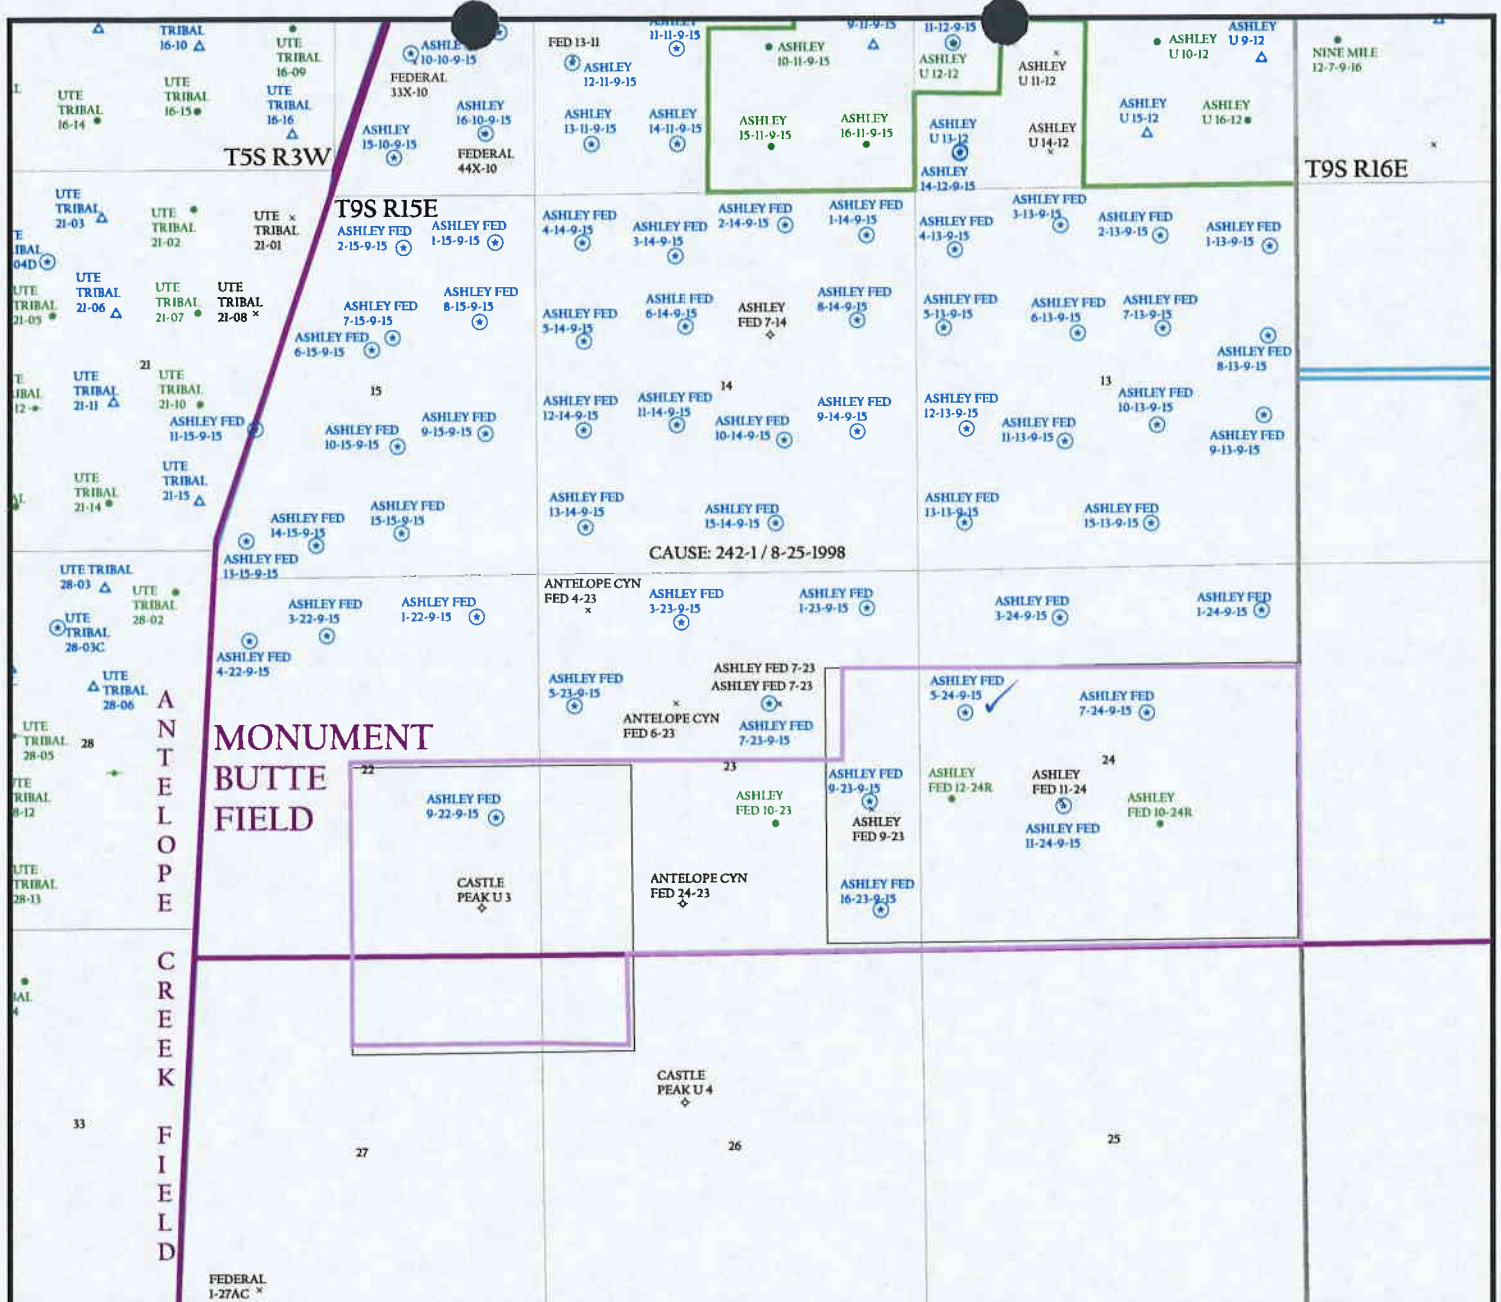 TRIBAL
16-10
UTE
TRIBAL
16-09
UTE
TRIBAL
16-14
UTE
TRIBAL
16-15
UTE
TRIBAL
16-16
T5S R3W
10-10-9-15
FEDERAL
33X-10
ASHLEY
16-10-9-15
ASHLEY
15-10-9-15
FEDERAL
44X-10
FED 13-11
ASHLEY
12-11-9-15
11-11-9-15
ASHLEY
13-11-9-15
ASHLEY
14-11-9-15
ASHLEY
10-11-9-15
9-11-9-15
ASHLEY
15-11-9-15
ASHLEY
16-11-9-15
11-12-9-15
ASHLEY
U 12-12
ASHLEY
U 11-12
ASHLEY
U 13-12
ASHLEY
14-12-9-15
ASHLEY
U 14-12
ASHLEY
U 10-12
ASHLEY
U 9-12
ASHLEY
U 15-12
ASHLEY
U 16-12
NINE MILE
12-7-9-16
T9S R16E
UTE
TRIBAL
21-03
UTE
TRIBAL
21-02
UTE
TRIBAL
21-01
T9S R15E
ASHLEY FED
2-15-9-15
ASHLEY FED
1-15-9-15
ASHLEY FED
4-14-9-15
ASHLEY FED
3-14-9-15
ASHLEY FED
2-14-9-15
ASHLEY FED
1-14-9-15
ASHLEY FED
4-13-9-15
ASHLEY FED
3-13-9-15
ASHLEY FED
2-13-9-15
ASHLEY FED
1-13-9-15
04D
UTE
TRIBAL
21-05
UTE
TRIBAL
21-06
UTE
TRIBAL
21-07
UTE
TRIBAL
21-08
ASHLEY FED
7-15-9-15
ASHLEY FED
8-15-9-15
ASHLEY FED
6-15-9-15
ASHLEY FED
5-14-9-15
ASHLE FED
6-14-9-15
ASHLEY
FED 7-14
ASHLEY FED
8-14-9-15
ASHLEY FED
5-13-9-15
ASHLEY FED
6-13-9-15
ASHLEY FED
7-13-9-15
ASHLEY FED
8-13-9-15
21
15
14
13
UTE
TRIBAL
21-11
UTE
TRIBAL
21-10
ASHLEY FED
11-15-9-15
ASHLEY FED
10-15-9-15
ASHLEY FED
9-15-9-15
ASHLEY FED
12-14-9-15
ASHLEY FED
11-14-9-15
ASHLEY FED
10-14-9-15
ASHLEY FED
9-14-9-15
ASHLEY FED
12-13-9-15
ASHLEY FED
11-13-9-15
ASHLEY FED
10-13-9-15
ASHLEY FED
9-13-9-15
UTE
TRIBAL
21-14
UTE
TRIBAL
21-15
ASHLEY FED
14-15-9-15
ASHLEY FED
15-15-9-15
ASHLEY FED
13-15-9-15
ASHLEY FED
13-14-9-15
ASHLEY FED
15-14-9-15
ASHLEY FED
13-13-9-15
ASHLEY FED
15-13-9-15
CAUSE: 242-1 / 8-25-1998
UTE TRIBAL
28-03
UTE
TRIBAL
28-02
UTE
TRIBAL
28-03C
ASHLEY FED
3-22-9-15
ASHLEY FED
1-22-9-15
ASHLEY FED
4-22-9-15
ANTELOPE CYN
FED 4-23
ASHLEY FED
3-23-9-15
ASHLEY FED
1-23-9-15
ASHLEY FED
3-24-9-15
ASHLEY FED
1-24-9-15
UTE
TRIBAL
28-06
UTE
TRIBAL
28-05
28
ASHLEY FED
5-23-9-15
ANTELOPE CYN
FED 6-23
ASHLEY FED 7-23
ASHLEY FED 7-23
ASHLEY FED
7-23-9-15
ASHLEY FED
5-24-9-15
ASHLEY FED
7-24-9-15
MONUMENT
BUTTE
FIELD
22
23
24
8-12
ASHLEY FED
9-22-9-15
ASHLEY
FED 10-23
ASHLEY FED
9-23-9-15
ASHLEY
FED 9-23
ASHLEY
FED 12-24R
ASHLEY
FED 11-24
ASHLEY FED
11-24-9-15
ASHLEY
FED 10-24R
UTE
TRIBAL
28-13
CASTLE
PEAK U 3
ANTELOPE CYN
FED 24-23
ASHLEY FED
16-23-9-15
ANTELOPE
CREEK
FIELD
CASTLE
PEAK U 4
33
27
26
25
FEDERAL
1-27AC